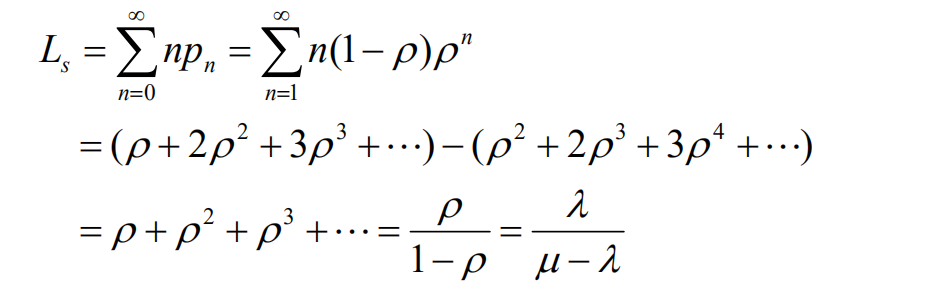 $L_s = \sum_{n=0}^{\infty} np_n = \sum_{n=1}^{\infty} n(1-\rho)\rho^n$
$= (\rho + 2\rho^2 + 3\rho^3 + \cdots) - (\rho^2 + 2\rho^3 + 3\rho^4 + \cdots)$
$= \rho + \rho^2 + \rho^3 + \cdots = \frac{\rho}{1-\rho} = \frac{\lambda}{\mu - \lambda}$